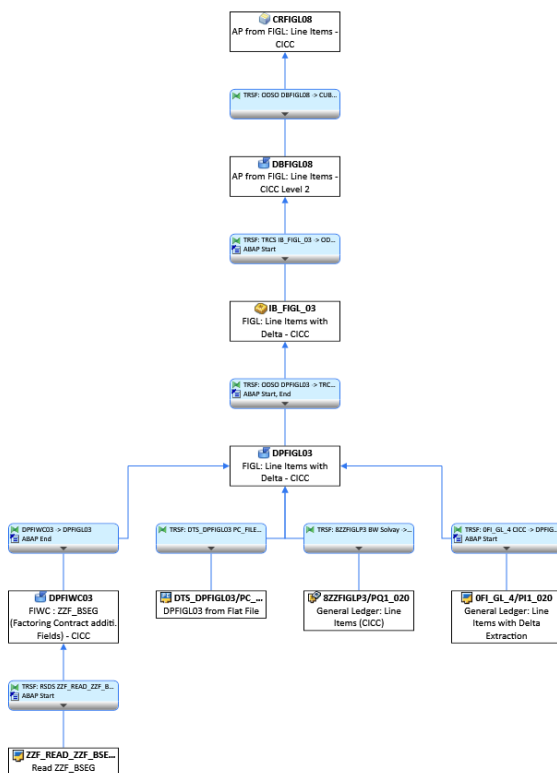 CRFIGL08
AP from FIGL: Line Items -
CICC
TRSF: ODSO DBFIGL08 -> CUB...
DBFIGL08
AP from FIGL: Line Items -
CICC Level 2
TRSF: TRCS IB_FIGL_03 -> OD...
ABAP Start
IB_FIGL_03
FIGL: Line Items with
Delta - CICC
TRSF: ODSO DPFIGL03 -> TRC...
ABAP Start, End
DPFIGL03
FIGL: Line Items with
Delta - CICC
DPFIWC03 -> DPFIGL03
ABAP End
TRSF: DTS_DPFIGL03 PC_FILE...
TRSF: 8ZZFIGLP3 BW Solvay ->...
TRSF: 0FI_GL_4 CICC -> DPFIG...
ABAP Start
DPFIWC03
FIWC : ZZF_BSEG
(Factoring Contract additi.
Fields) - CICC
DTS_DPFIGL03/PC_...
DPFIGL03 from Flat File
8ZZFIGLP3/PQ1_020
General Ledger: Line
Items (CICC)
0FI_GL_4/PI1_020
General Ledger: Line
Items with Delta
Extraction
TRSF: RSDS ZZF_READ_ZZF_B...
ABAP Start
ZZF_READ_ZZF_BSE...
Read ZZF_BSEG